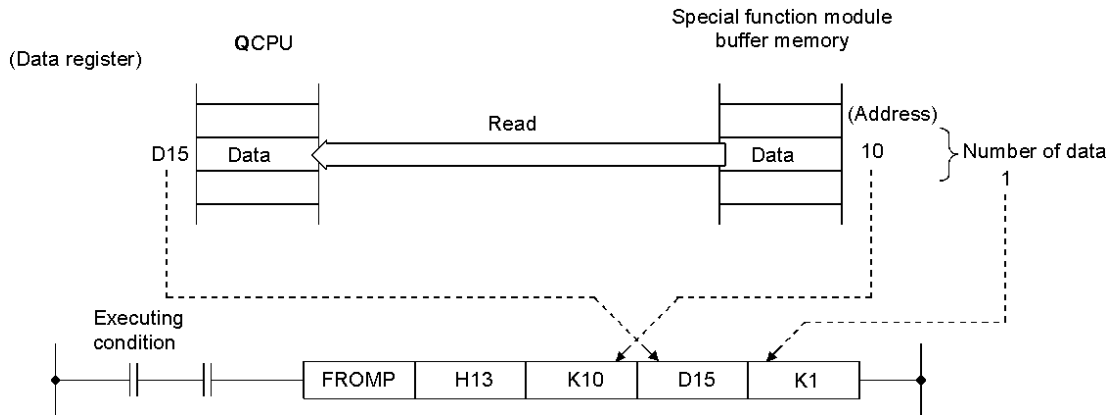 Special function module
buffer memory
QCPU
(Data register)
Read
(Address)
D15
Data
Data
10
Number of data
1
Executing
condition
FROMP
H13
K10
D15
K1